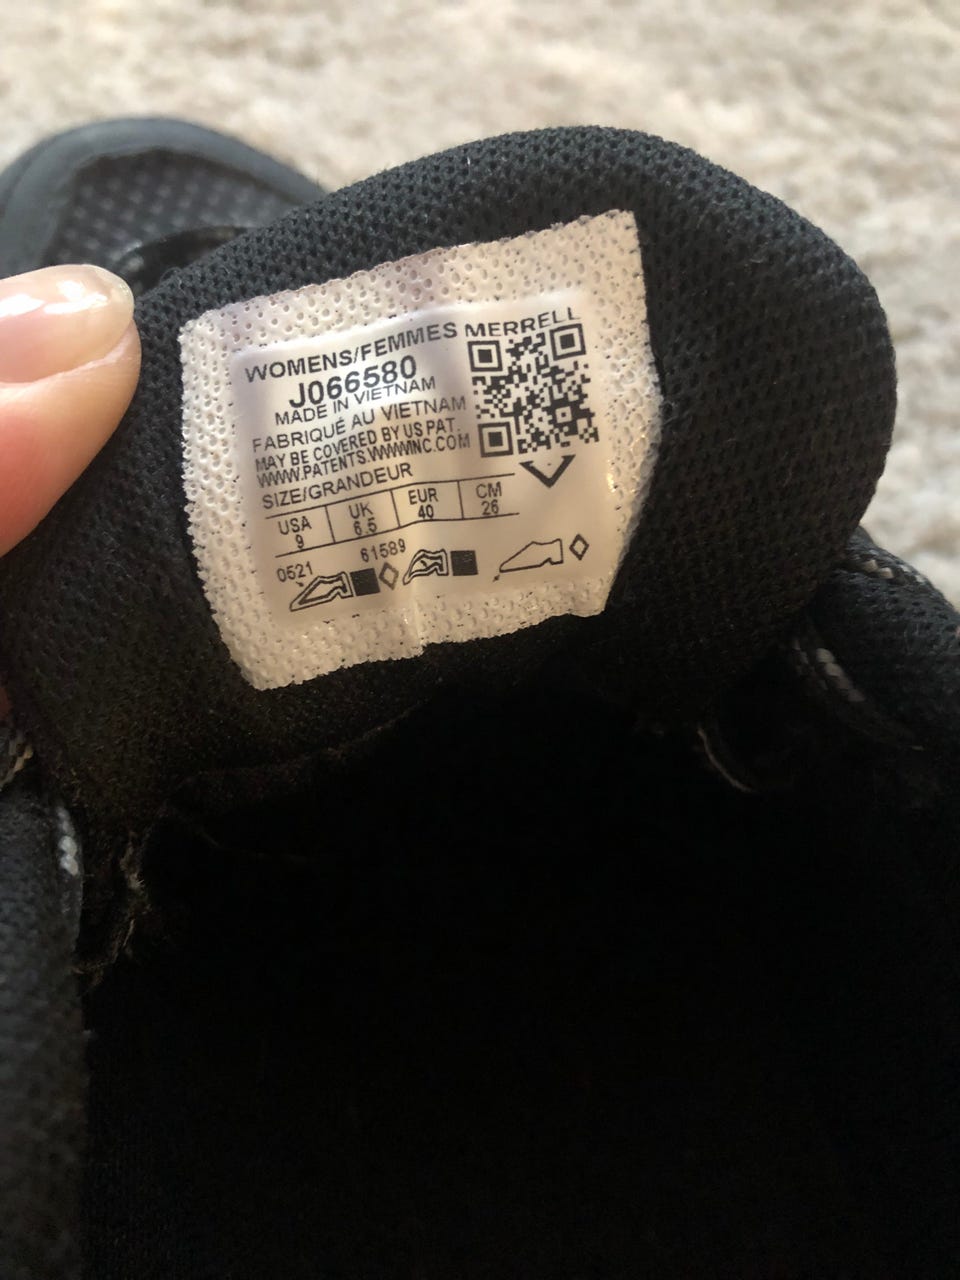 WOMENS/FEMMES MERRELL
J066580
MADE IN VIETNAM
FABRIQUÉ AU VIETNAM
MAY BE COVERED BY US PAT.
WWW.PATENTS.WWWINC.COM
SIZE/GRANDEUR
USA UK EUR CM
9 6.5 40 26
0521 61589